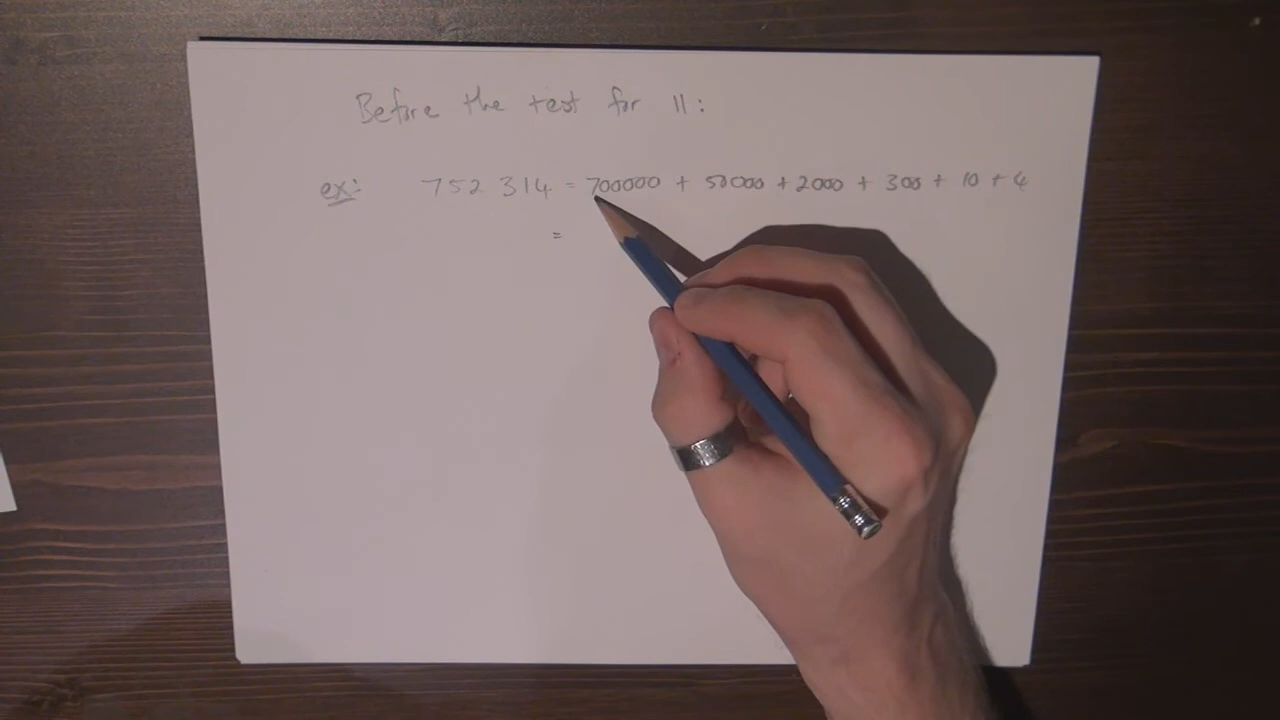 Before the test for 11:
ex: 752 314 = 700000 + 50000 + 2000 + 300 + 10 + 4
=